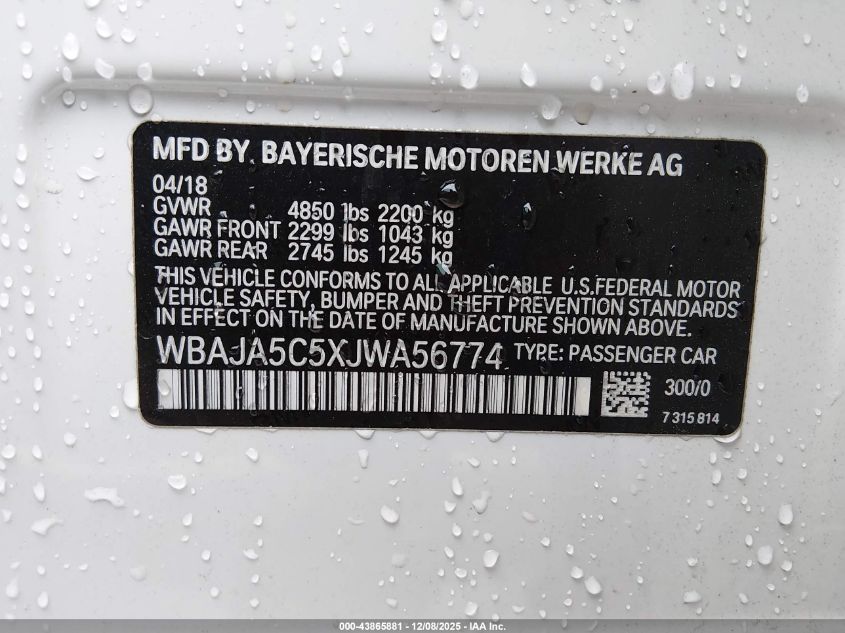 MFD BY. BAYERISCHE MOTOREN WERKE AG
04/18
GVWR 4850 lbs 2200 kg
GAWR FRONT 2299 lbs 1043 kg
GAWR REAR 2745 lbs 1245 kg
THIS VEHICLE CONFORMS TO ALL APPLICABLE U.S.FEDERAL MOTOR
VEHICLE SAFETY, BUMPER AND THEFT PREVENTION STANDARDS
IN EFFECT ON THE DATE OF MANUFACTURE SHOWN ABOVE.
WBAJA5C5XJWA56774 TYPE: PASSENGER CAR
300/0
7 315 814
000-43865881 - 12/08/2025 - IAA Inc.